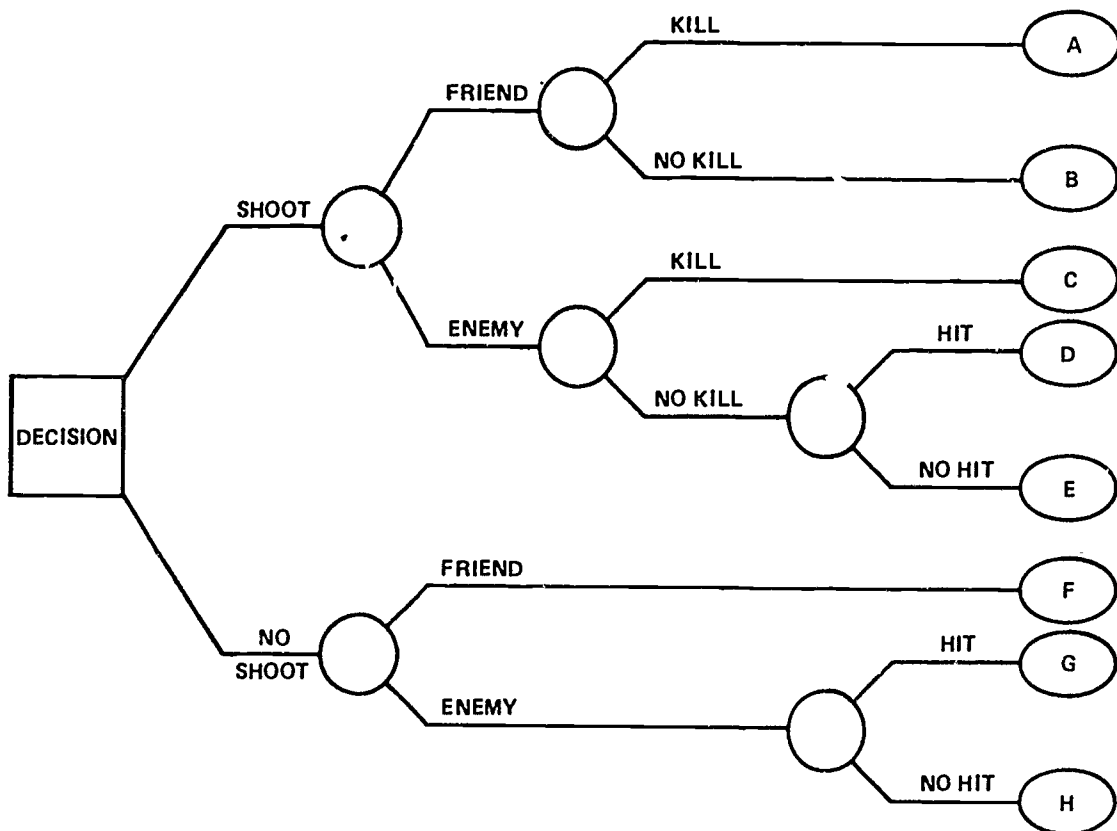 KILL
A
FRIEND
NO KILL
B
SHOOT
KILL
C
ENEMY
HIT
D
NO KILL
DECISION
NO HIT
E
FRIEND
F
NO
SHOOT
HIT
G
ENEMY
NO HIT
H